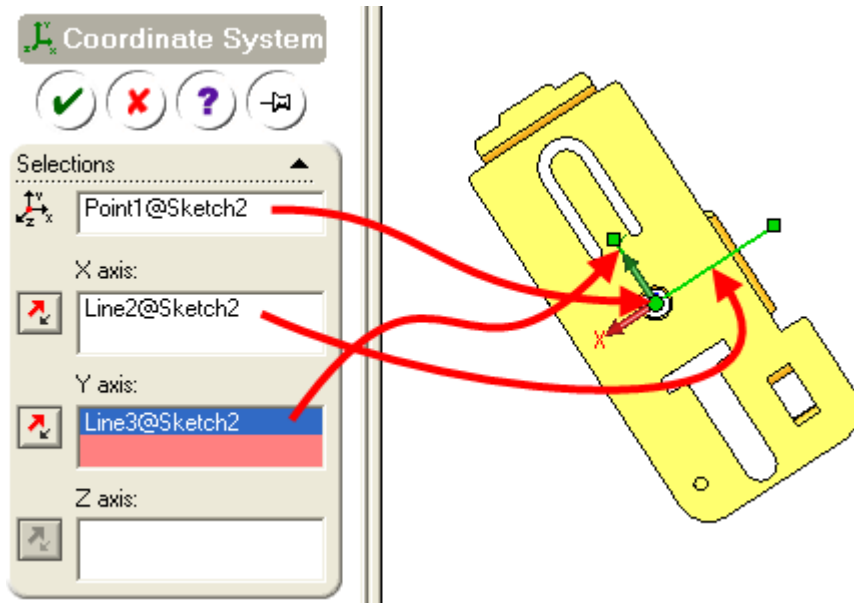 Coordinate System
?
Selections
Point1@Sketch2
X axis:
Line2@Sketch2
Y axis:
Line3@Sketch2
Z axis:
Y
X
Z
X